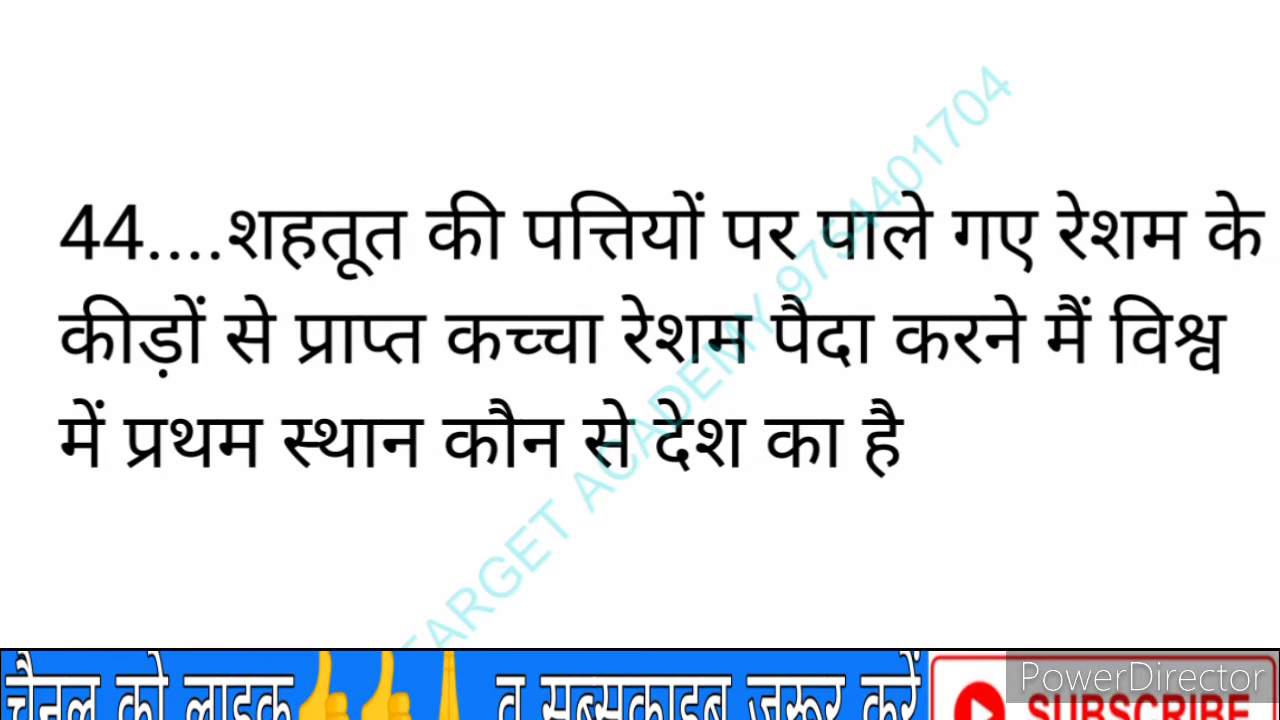 44....शहतूत की पत्तियों पर पाले गए रेशम के
कीड़ों से प्राप्त कच्चा रेशम पैदा करने मैं विश्व
में प्रथम स्थान कौन से देश का है
TARGET ACADEMY 9754401704
चैनल को लाइक👍👍🙏 व सब्सक्राइब जरूर करें
PowerDirector
SUBSCRIBE